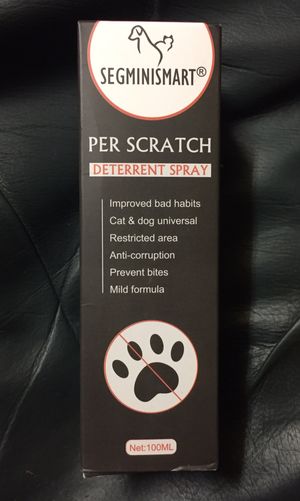 SEGMINISMART®
PER SCRATCH
DETERRENT SPRAY
Improved bad habits
Cat & dog universal
Restricted area
Anti-corruption
Prevent bites
Mild formula
Net:100ML